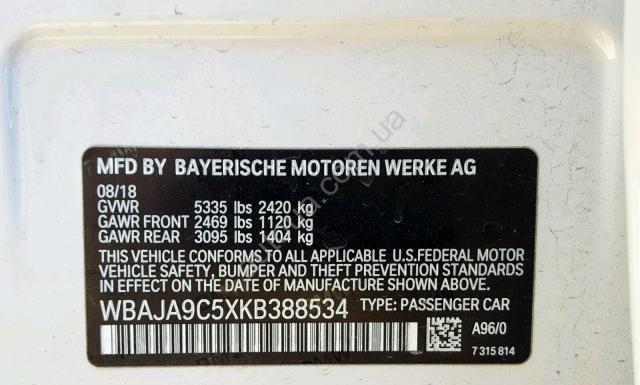 MFD BY BAYERISCHE MOTOREN WERKE AG
08/18
GVWR 5335 lbs 2420 kg
GAWR FRONT 2469 lbs 1120 kg
GAWR REAR 3095 lbs 1404 kg
THIS VEHICLE CONFORMS TO ALL APPLICABLE U.S.FEDERAL MOTOR
VEHICLE SAFETY, BUMPER AND THEFT PREVENTION STANDARDS
IN EFFECT ON THE DATE OF MANUFACTURE SHOWN ABOVE.
WBAJA9C5XKB388534 TYPE: PASSENGER CAR
A96/0
7 315 814